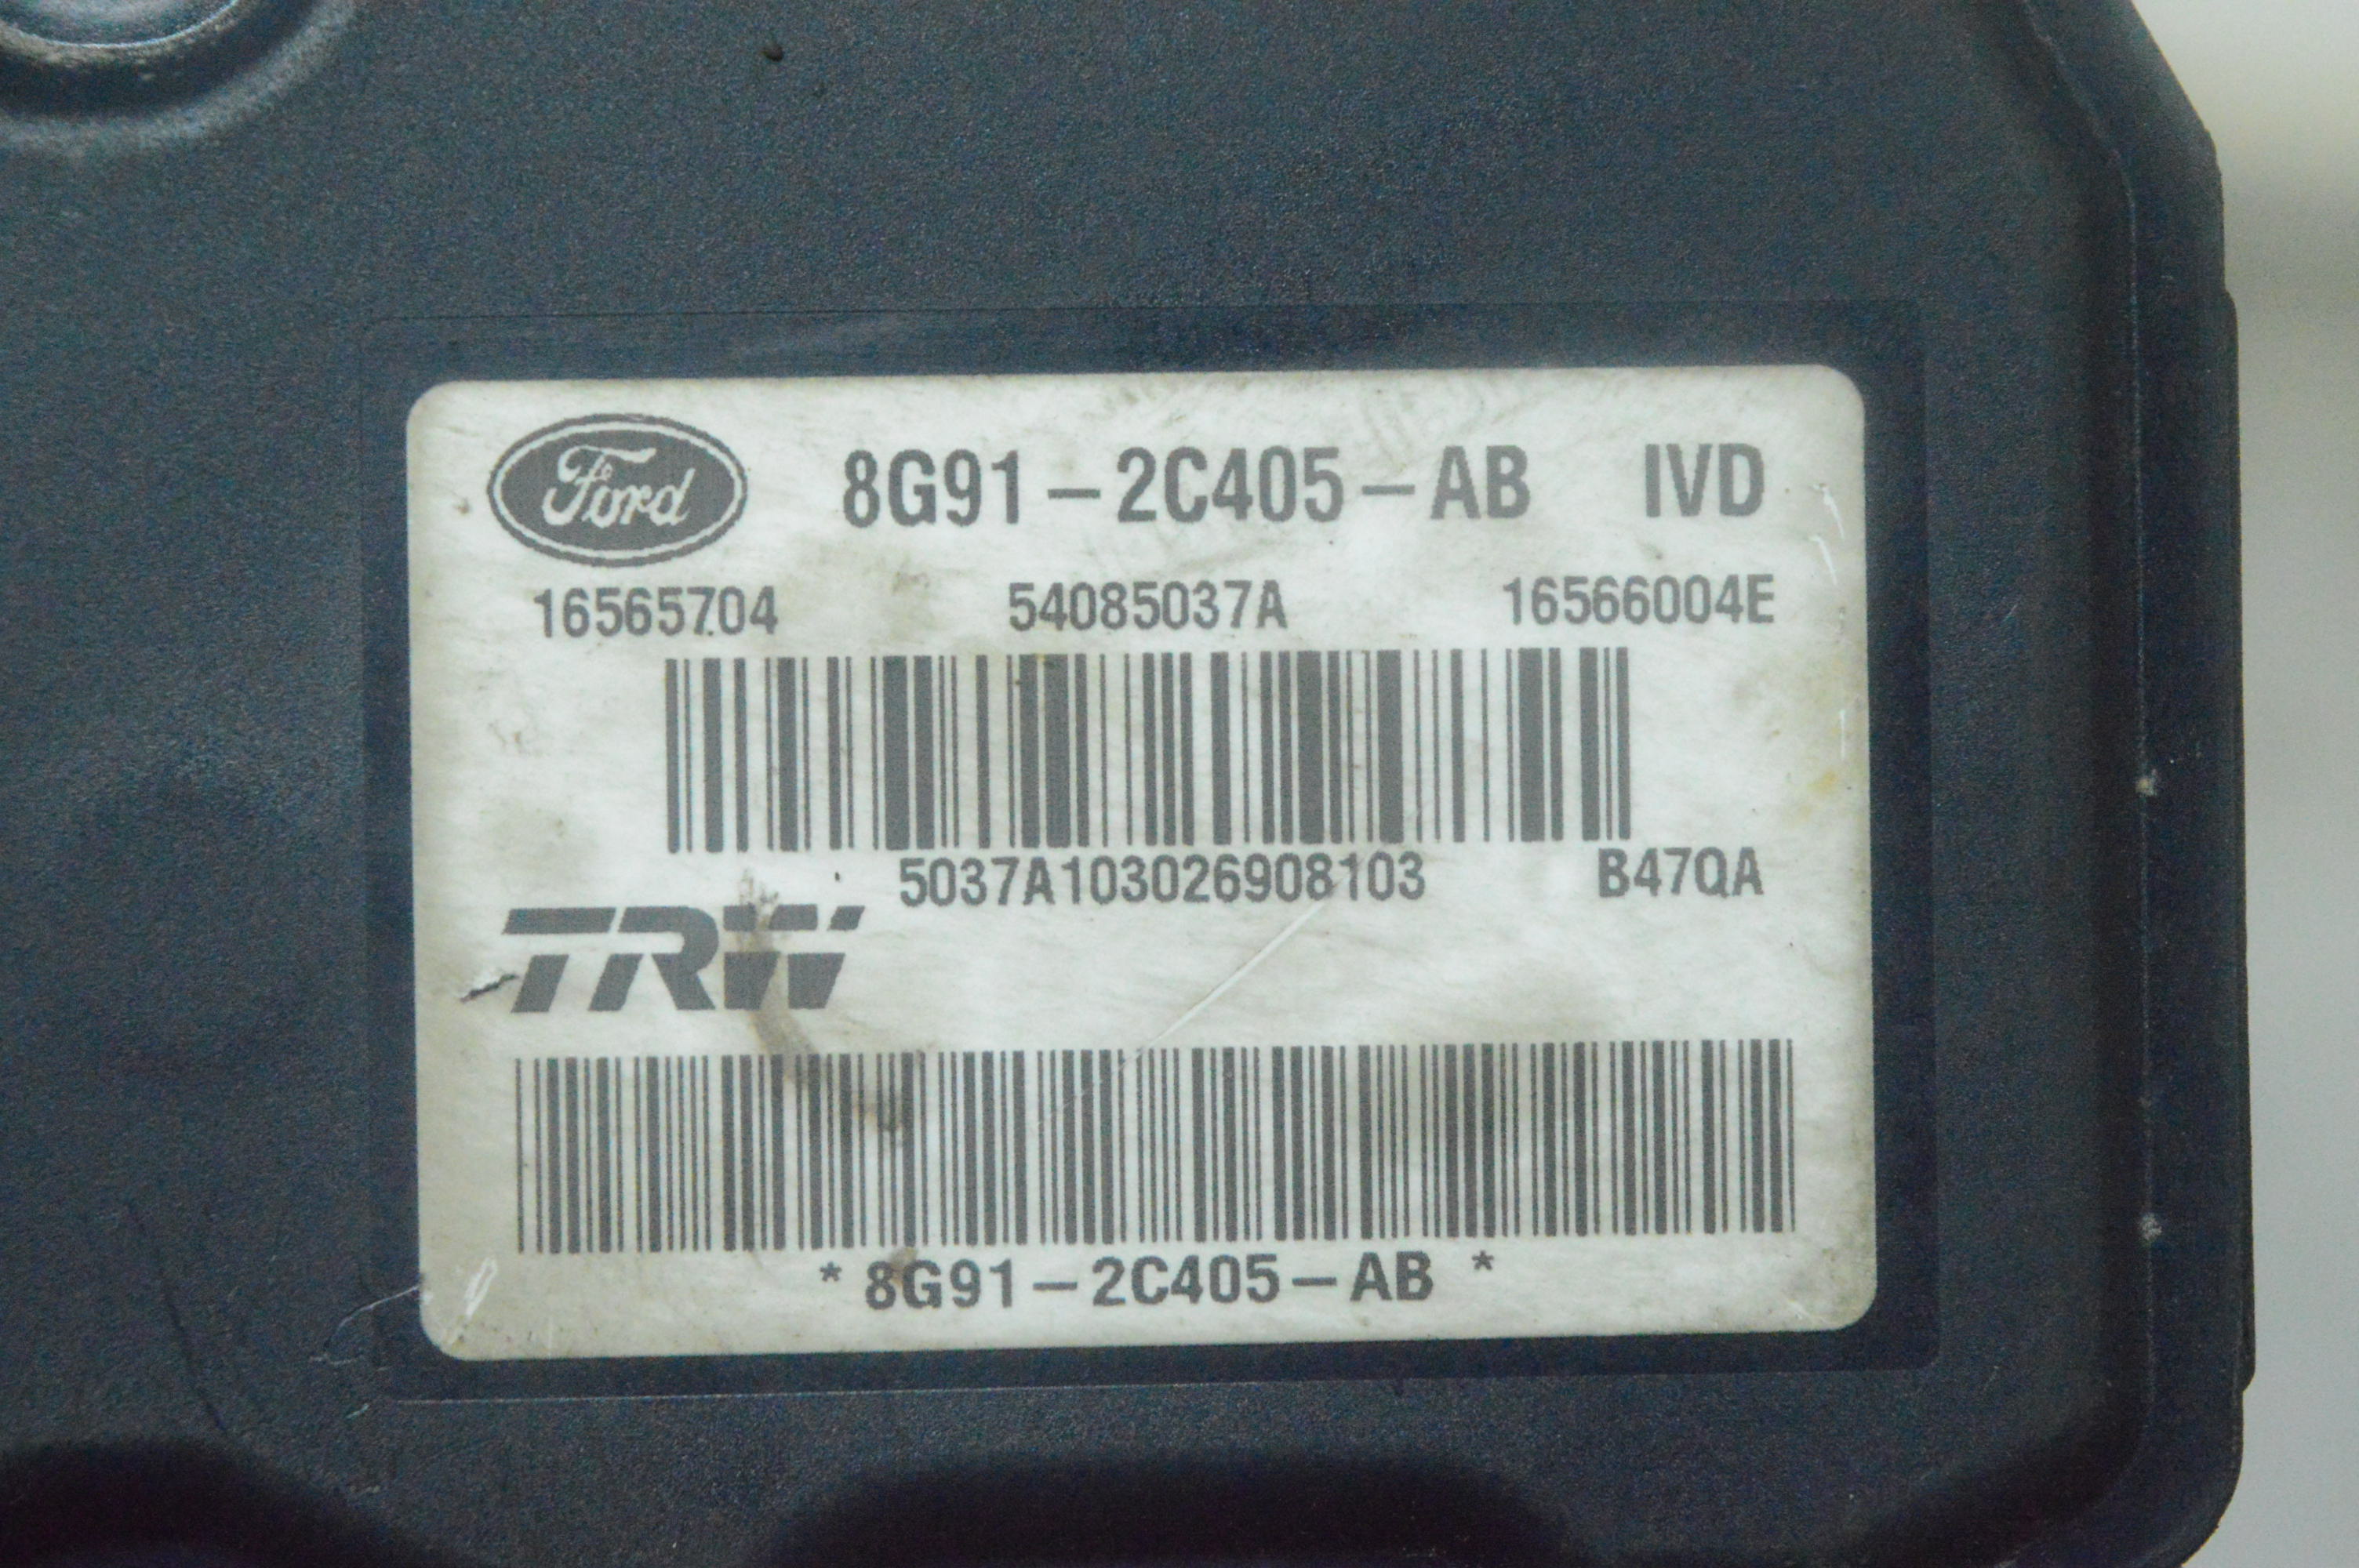 Ford 8G91-2C405-AB IVD
16565704 54085037A 16566004E
5037A103026908103 B47QA
TRW
*8G91-2C405-AB*